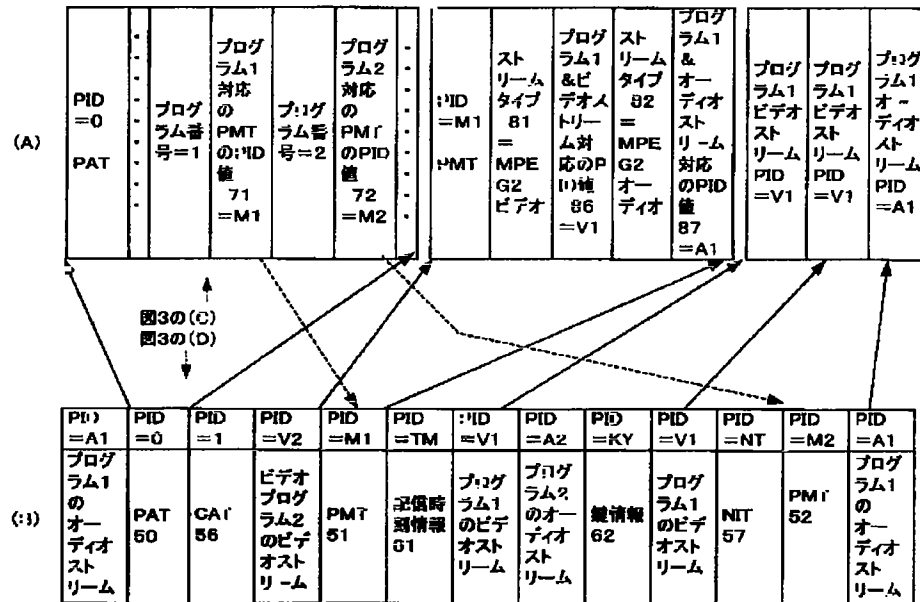 (A)
PID
=0
PAT
プログ
ラム番
号=1
プログ
ラム1
対応
の
PMT
のPID
値
71
=M1
プログ
ラム番
号=2
プログ
ラム2
対応
の
PMT
のPID
値
72
=M2
PID
=M1
PMT
スト
リーム
タイプ
81
=
MPE
G2
ビデオ
プログ
ラム1
&ビ
デオス
トリー
ム対
応のP
ID値
86
=V1
スト
リーム
タイプ
82
=
MPE
G2
オー
ディオ
プログ
ラム1
&
オー
ディオ
スト
リーム
対応
のPID
値
87
=A1
プログ
ラム1
ビデオ
スト
リーム
PID
=V1
プログ
ラム1
ビデオ
スト
リーム
PID
=V1
プログ
ラム1
オー
ディオ
スト
リーム
PID
=A1
図3の(C)
図3の(D)
(B)
PID
=A1
PID
=0
PID
=1
PID
=V2
PID
=M1
PID
=TM
PID
=V1
PID
=A2
PID
=KY
PID
=V1
PID
=NT
PID
=M2
PID
=A1
プログ
ラム1
の
オー
ディオ
スト
リーム
PAT
50
CAT
56
ビデオ
プログ
ラム2
のビデ
オスト
リーム
PMT
51
配信時
刻情報
61
プログ
ラム1
のビデ
オスト
リーム
プログ
ラム2
のオー
ディオ
スト
リーム
鍵情報
62
プログ
ラム1
のビデ
オスト
リーム
NIT
57
PMT
52
プログ
ラム1
の
オー
ディオ
スト
リーム